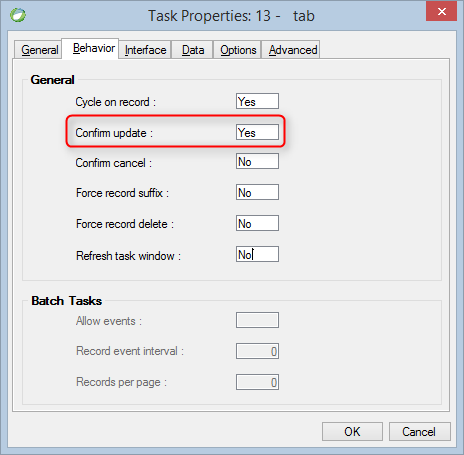 Task Properties: 13 - tab
General Behavior Interface Data Options Advanced
General
Cycle on record : Yes
Confirm update : Yes
Confirm cancel : No
Force record suffix : No
Force record delete : No
Refresh task window : No
Batch Tasks
Allow events :
Record event interval : 0
Records per page : 0
OK Cancel